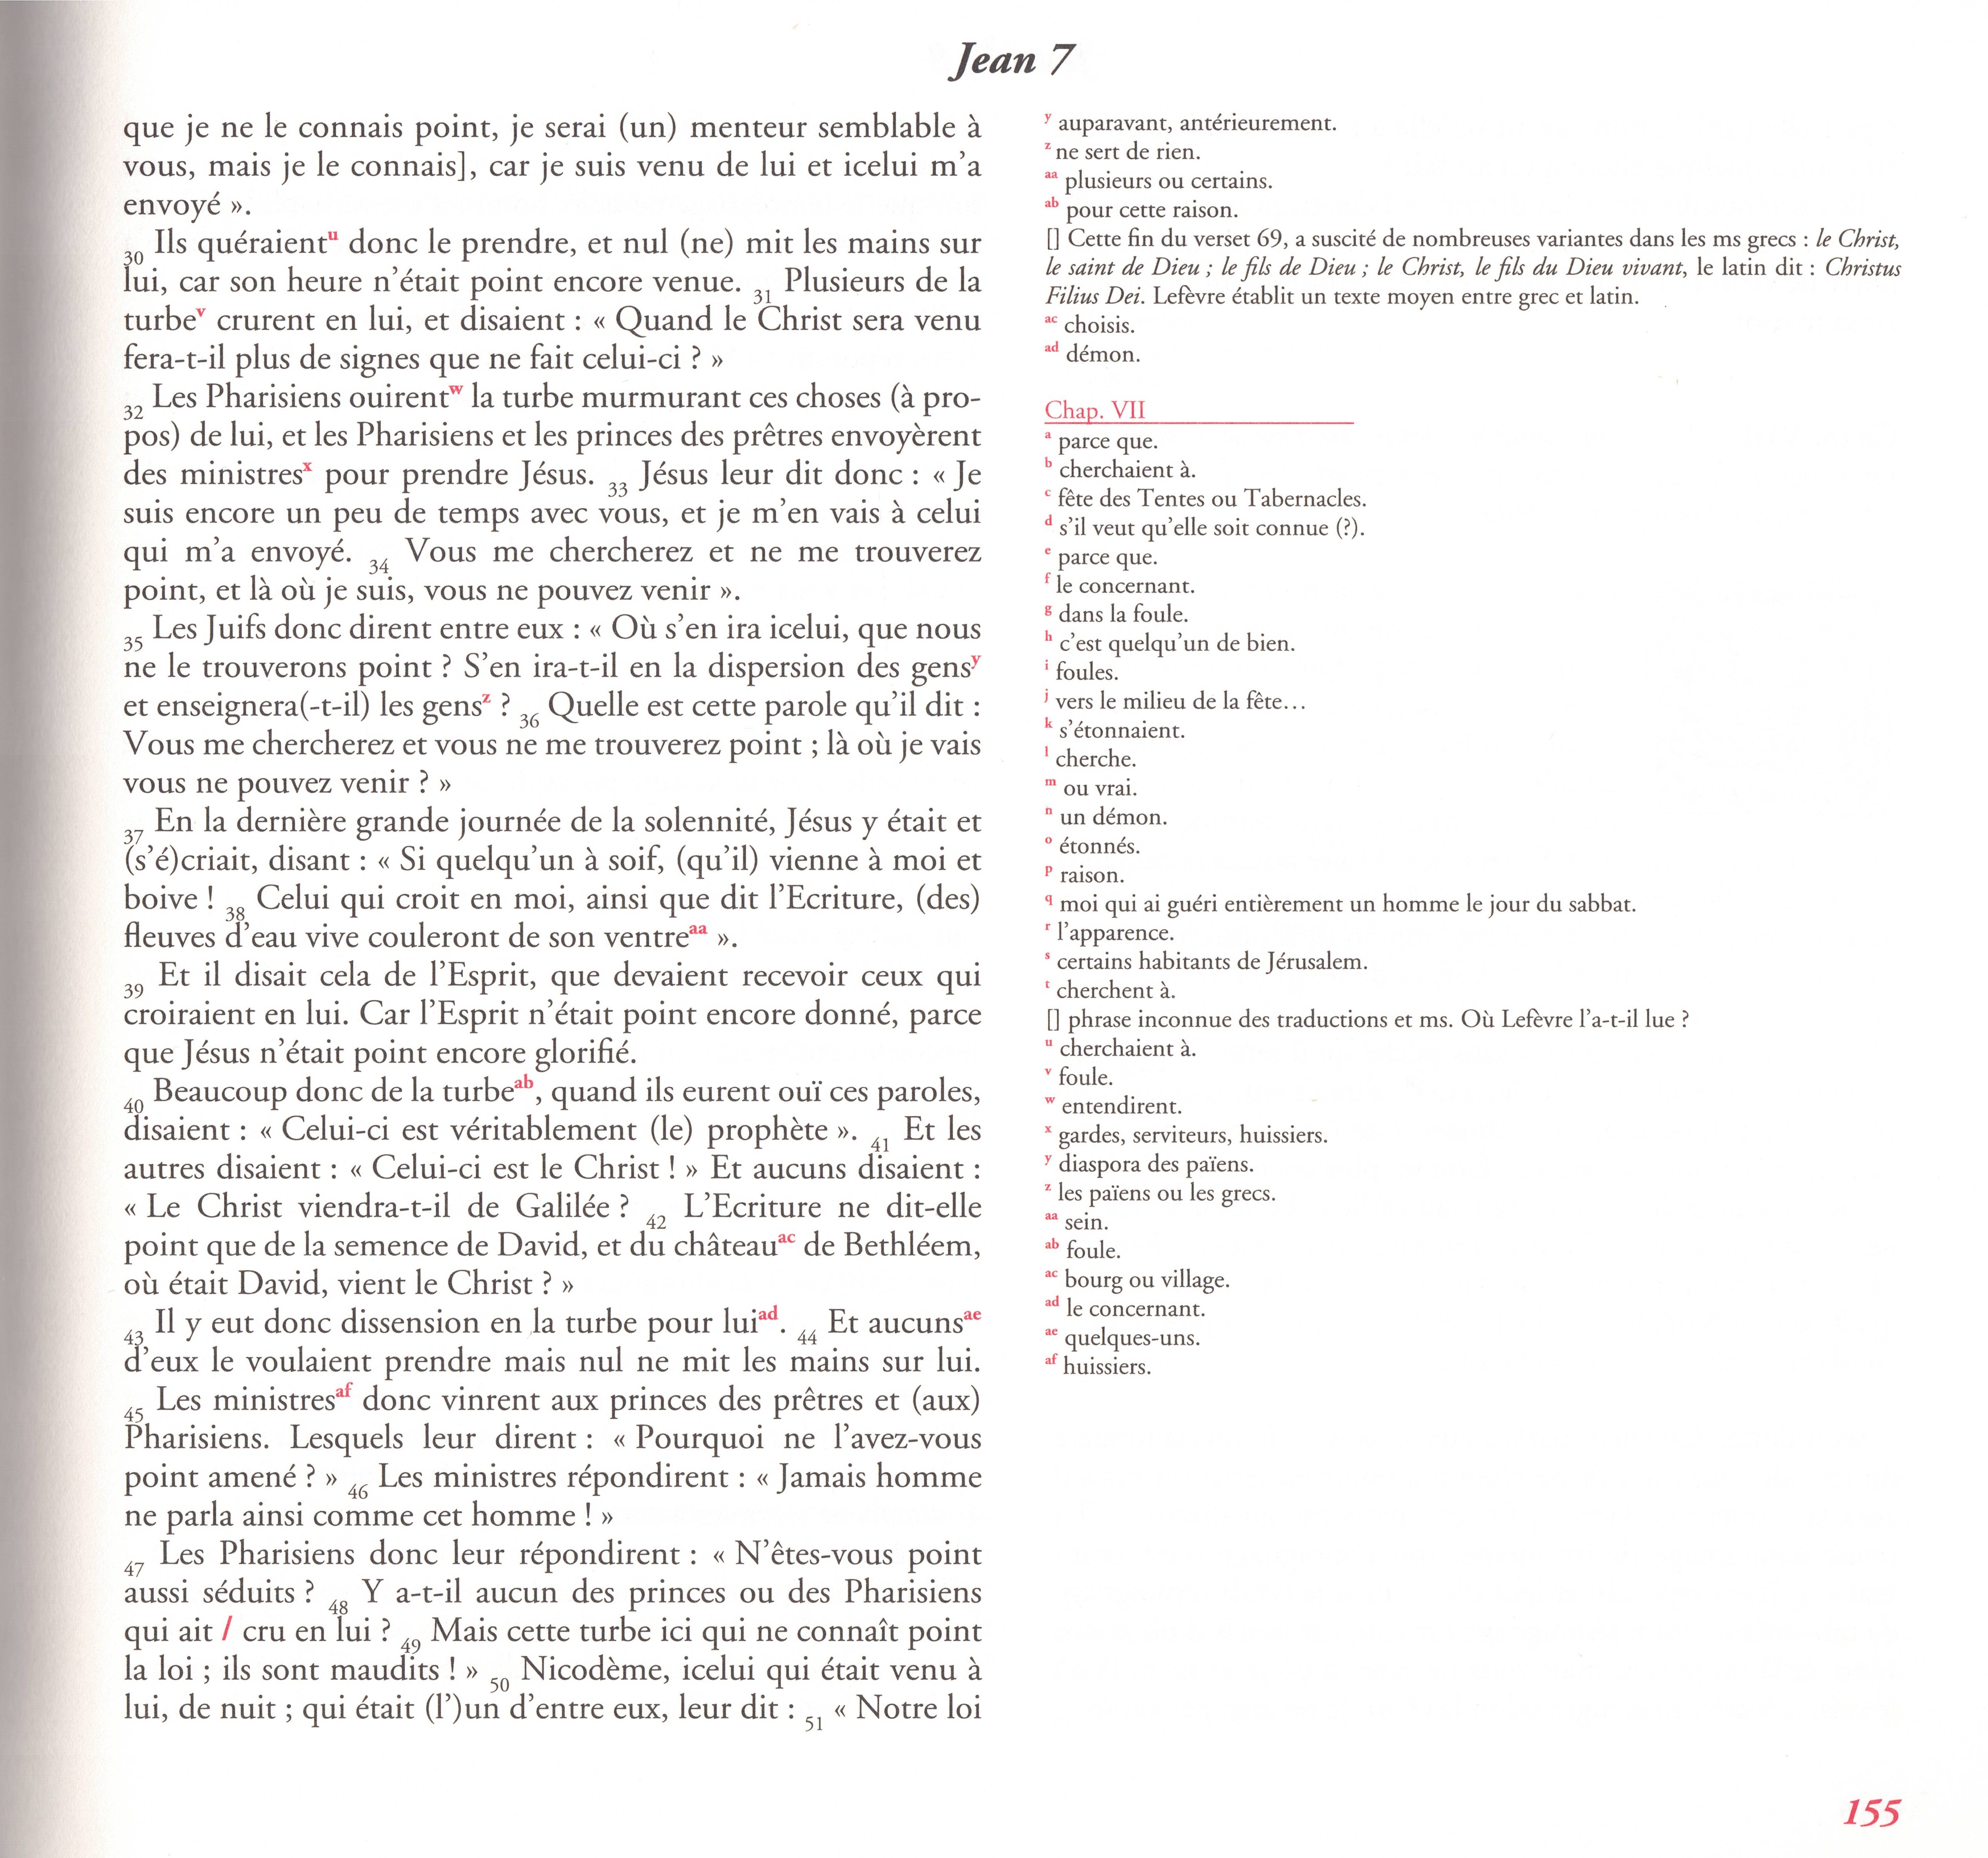 Jean 7
que je ne le connais point, je serai (un) menteur semblable à
vous, mais je le connais], car je suis venu de lui et icelui m’a
envoyé ».
30 Ils quéraientu donc le prendre, et nul (ne) mit les mains sur
lui, car son heure n’était point encore venue. 31 Plusieurs de la
turbev crurent en lui, et disaient : « Quand le Christ sera venu
fera-t-il plus de signes que ne fait celui-ci ? »
32 Les Pharisiens ouirentw la turbe murmurant ces choses (à pro-
pos) de lui, et les Pharisiens et les princes des prêtres envoyèrent
des ministresx pour prendre Jésus. 33 Jésus leur dit donc : « Je
suis encore un peu de temps avec vous, et je m’en vais à celui
qui m’a envoyé. 34 Vous me chercherez et ne me trouverez
point, et là où je suis, vous ne pouvez venir ».
35 Les Juifs donc dirent entre eux : « Où s’en ira icelui, que nous
ne le trouverons point ? S’en ira-t-il en la dispersion des gensy
et enseignera(-t-il) les gensz ? 36 Quelle est cette parole qu’il dit :
Vous me chercherez et vous ne me trouverez point ; là où je vais
vous ne pouvez venir ? »
37 En la dernière grande journée de la solennité, Jésus y était et
(s’é)criait, disant : « Si quelqu’un à soif, (qu’il) vienne à moi et
boive ! 38 Celui qui croit en moi, ainsi que dit l’Ecriture, (des)
fleuves d’eau vive couleront de son ventreaa ».
39 Et il disait cela de l’Esprit, que devaient recevoir ceux qui
croiraient en lui. Car l’Esprit n’était point encore donné, parce
que Jésus n’était point encore glorifié.
40 Beaucoup donc de la turbeab, quand ils eurent ouï ces paroles,
disaient : « Celui-ci est véritablement (le) prophète ». 41 Et les
autres disaient : « Celui-ci est le Christ ! » Et aucuns disaient :
« Le Christ viendra-t-il de Galilée ? 42 L’Ecriture ne dit-elle
point que de la semence de David, et du châteauac de Bethléem,
où était David, vient le Christ ? »
43 Il y eut donc dissension en la turbe pour luiad. 44 Et aucunsae
d’eux le voulaient prendre mais nul ne mit les mains sur lui.
45 Les ministresaf donc vinrent aux princes des prêtres et (aux)
Pharisiens. Lesquels leur dirent : « Pourquoi ne l’avez-vous
point amené ? » 46 Les ministres répondirent : « Jamais homme
ne parla ainsi comme cet homme ! »
47 Les Pharisiens donc leur répondirent : « N’êtes-vous point
aussi séduits ? 48 Y a-t-il aucun des princes ou des Pharisiens
qui ait / cru en lui ? 49 Mais cette turbe ici qui ne connaît point
la loi ; ils sont maudits ! » 50 Nicodème, icelui qui était venu à
lui, de nuit ; qui était (l’)un d’entre eux, leur dit : 51 « Notre loi
y auparavant, antérieurement.
z ne sert de rien.
aa plusieurs ou certains.
ab pour cette raison.
[] Cette fin du verset 69, a suscité de nombreuses variantes dans les ms grecs : le Christ,
le saint de Dieu ; le fils de Dieu ; le Christ, le fils du Dieu vivant, le latin dit : Christus
Filius Dei. Lefèvre établit un texte moyen entre grec et latin.
ac choisis.
ad démon.
Chap. VII
a parce que.
b cherchaient à.
c fête des Tentes ou Tabernacles.
d s’il veut qu’elle soit connue (?).
e parce que.
f le concernant.
g dans la foule.
h c’est quelqu’un de bien.
i foules.
j vers le milieu de la fête…
k s’étonnaient.
l cherche.
m ou vrai.
n un démon.
o étonnés.
p raison.
q moi qui ai guéri entièrement un homme le jour du sabbat.
r l’apparence.
s certains habitants de Jérusalem.
t cherchent à.
[] phrase inconnue des traductions et ms. Où Lefèvre l’a-t-il lue ?
u cherchaient à.
v foule.
w entendirent.
x gardes, serviteurs, huissiers.
y diaspora des païens.
z les païens ou les grecs.
aa sein.
ab foule.
ac bourg ou village.
ad le concernant.
ae quelques-uns.
af huissiers.
155